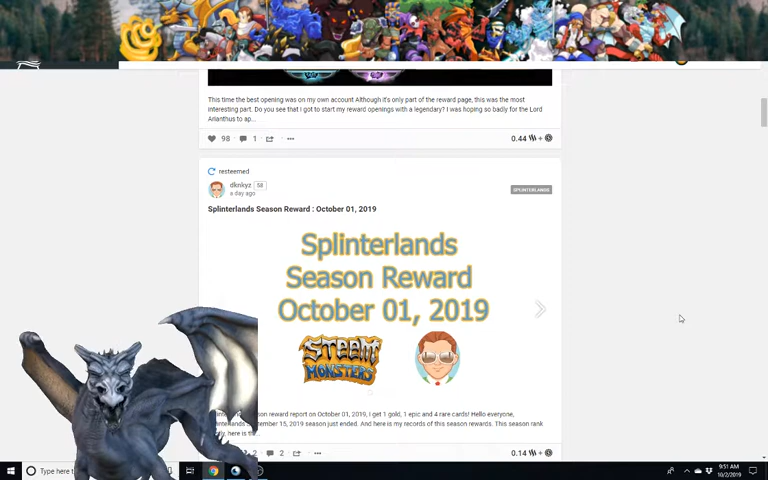 This time the best opening was on my own account Although it's only part of the reward page, this was the most
interesting part. Do you see that I got to start my reward openings with a legendary? I was hoping so badly for the Lord
Arianthus to ap...
98
1
0.44
resteemed
dknkyz 58
a day ago
SPLINTERLANDS
Splinterlands Season Reward : October 01, 2019
Splinterlands
Season Reward
October 01, 2019
STEEM
MONSTERS
reward report on October 01, 2019, I get 1 gold, 1 epic and 4 rare cards! Hello everyone,
September 15, 2019 season just ended. And here is my records of this season rewards. This season rank
here is
2
2
0.14
Type here
9:51 AM
10/2/2019